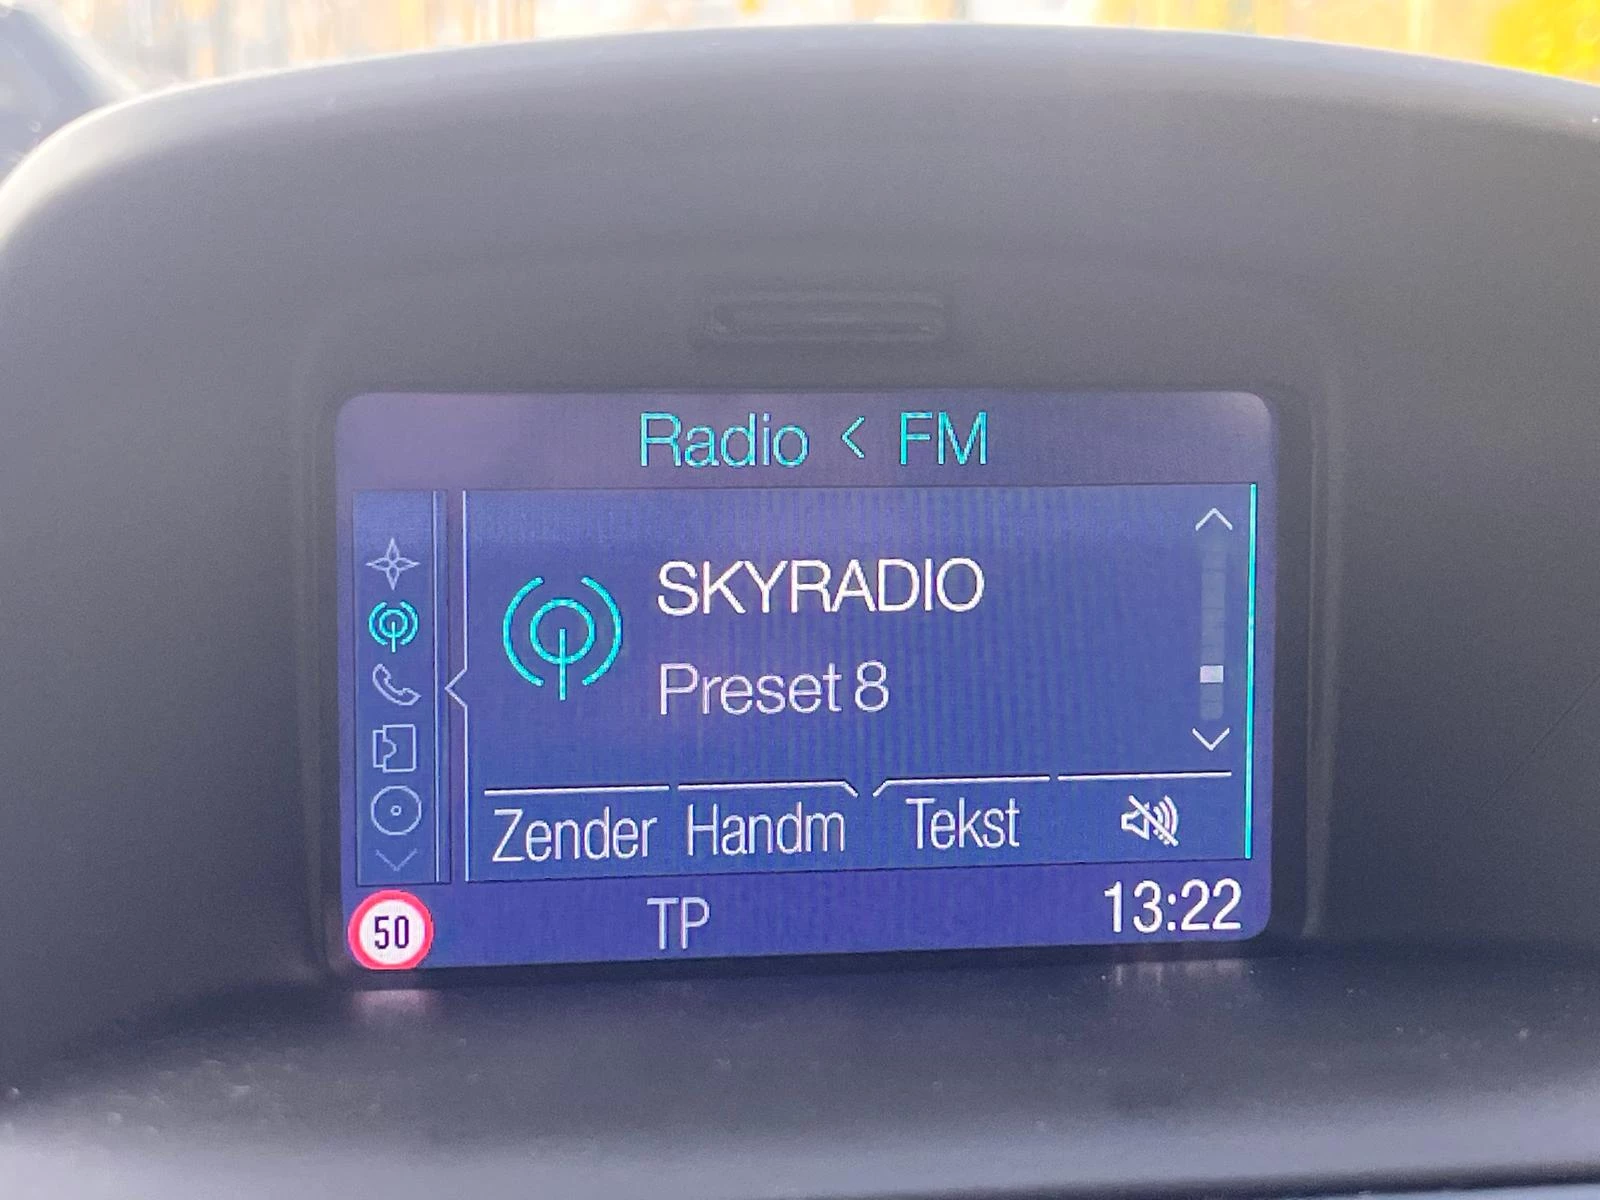 Radio < FM
SKYRADIO
Preset 8
Zender Handm Tekst
50 TP 13:22